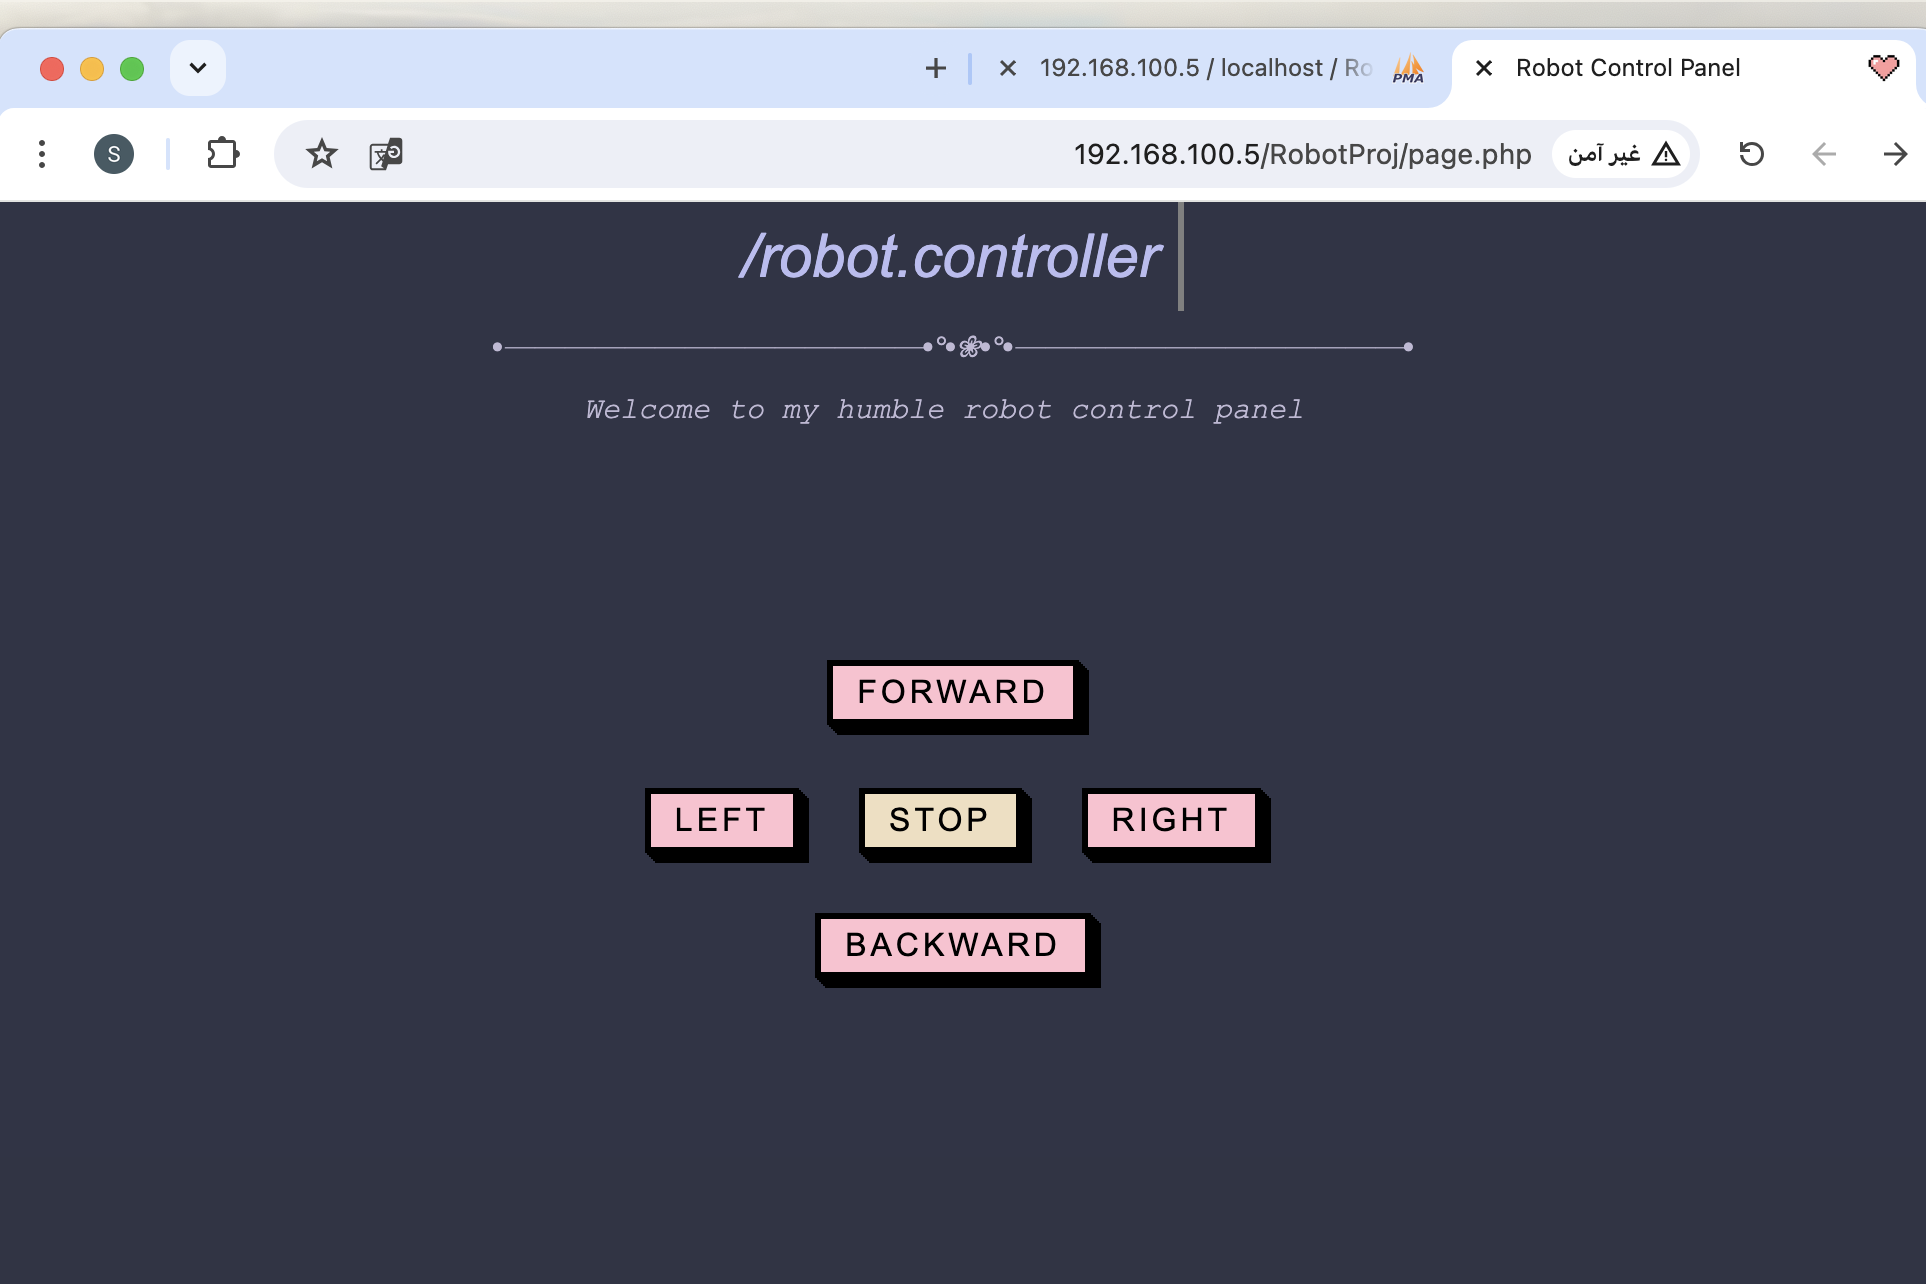 192.168.100.5 / localhost / Ro
PMA
Robot Control Panel
S
192.168.100.5/RobotProj/page.php
غير آمن
/robot.controller
Welcome to my humble robot control panel
FORWARD
LEFT STOP RIGHT
BACKWARD